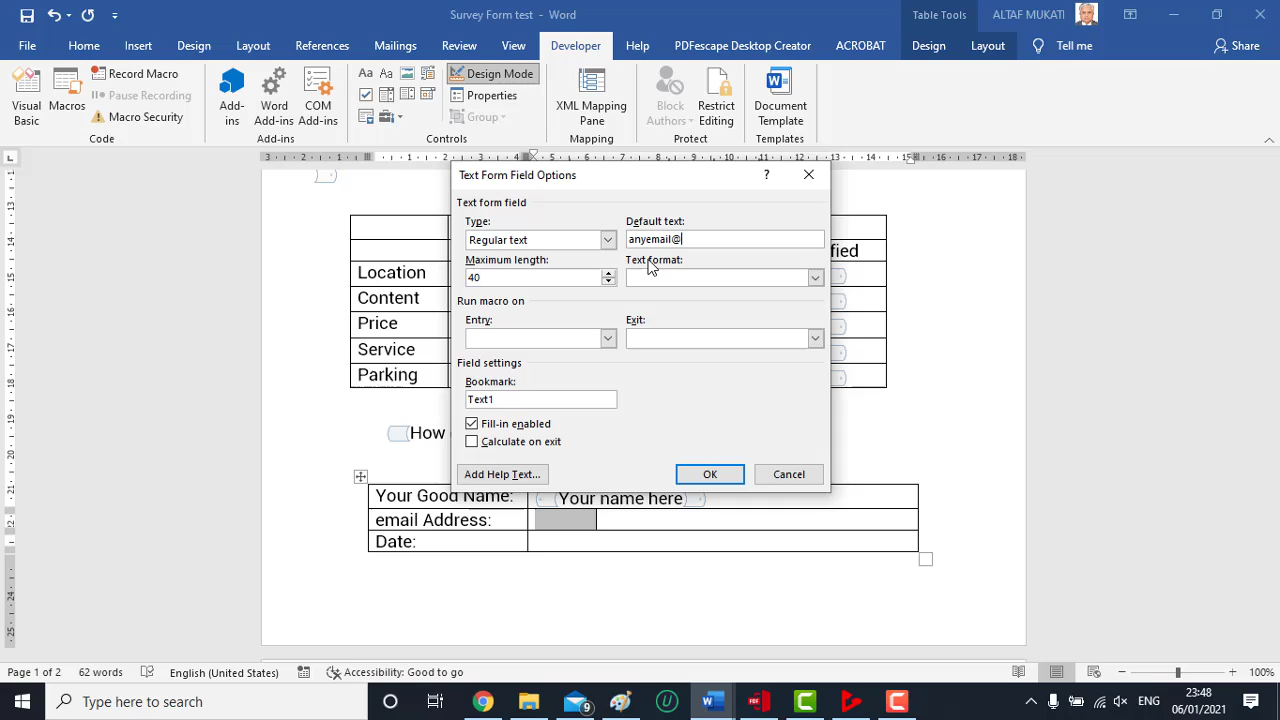 Survey Form test - Word
Table Tools
ALTAF MUKATI
File Home Insert Design Layout References Mailings Review View Developer Help PDFescape Desktop Creator ACROBAT Design Layout Tell me Share
Visual Basic
Macros
Record Macro
Pause Recording
Macro Security
Code
Add-ins
Word Add-ins
COM Add-ins
Add-ins
Aa Aa
Design Mode
Properties
Group
Controls
XML Mapping Pane
Mapping
Block Authors
Restrict Editing
Protect
Document Template
Templates
Text Form Field Options
Text form field
Type:
Regular text
Default text:
anyemail@
Maximum length:
40
Text format:
Run macro on
Entry:
Exit:
Field settings
Bookmark:
Text1
Fill-in enabled
Calculate on exit
Add Help Text...
OK
Cancel
fied
Location
Content
Price
Service
Parking
How
Your Good Name: Your name here
email Address:
Date:
Page 1 of 2 62 words English (United States) Accessibility: Good to go 100%
Type here to search
9
ENG
23:48
06/01/2021